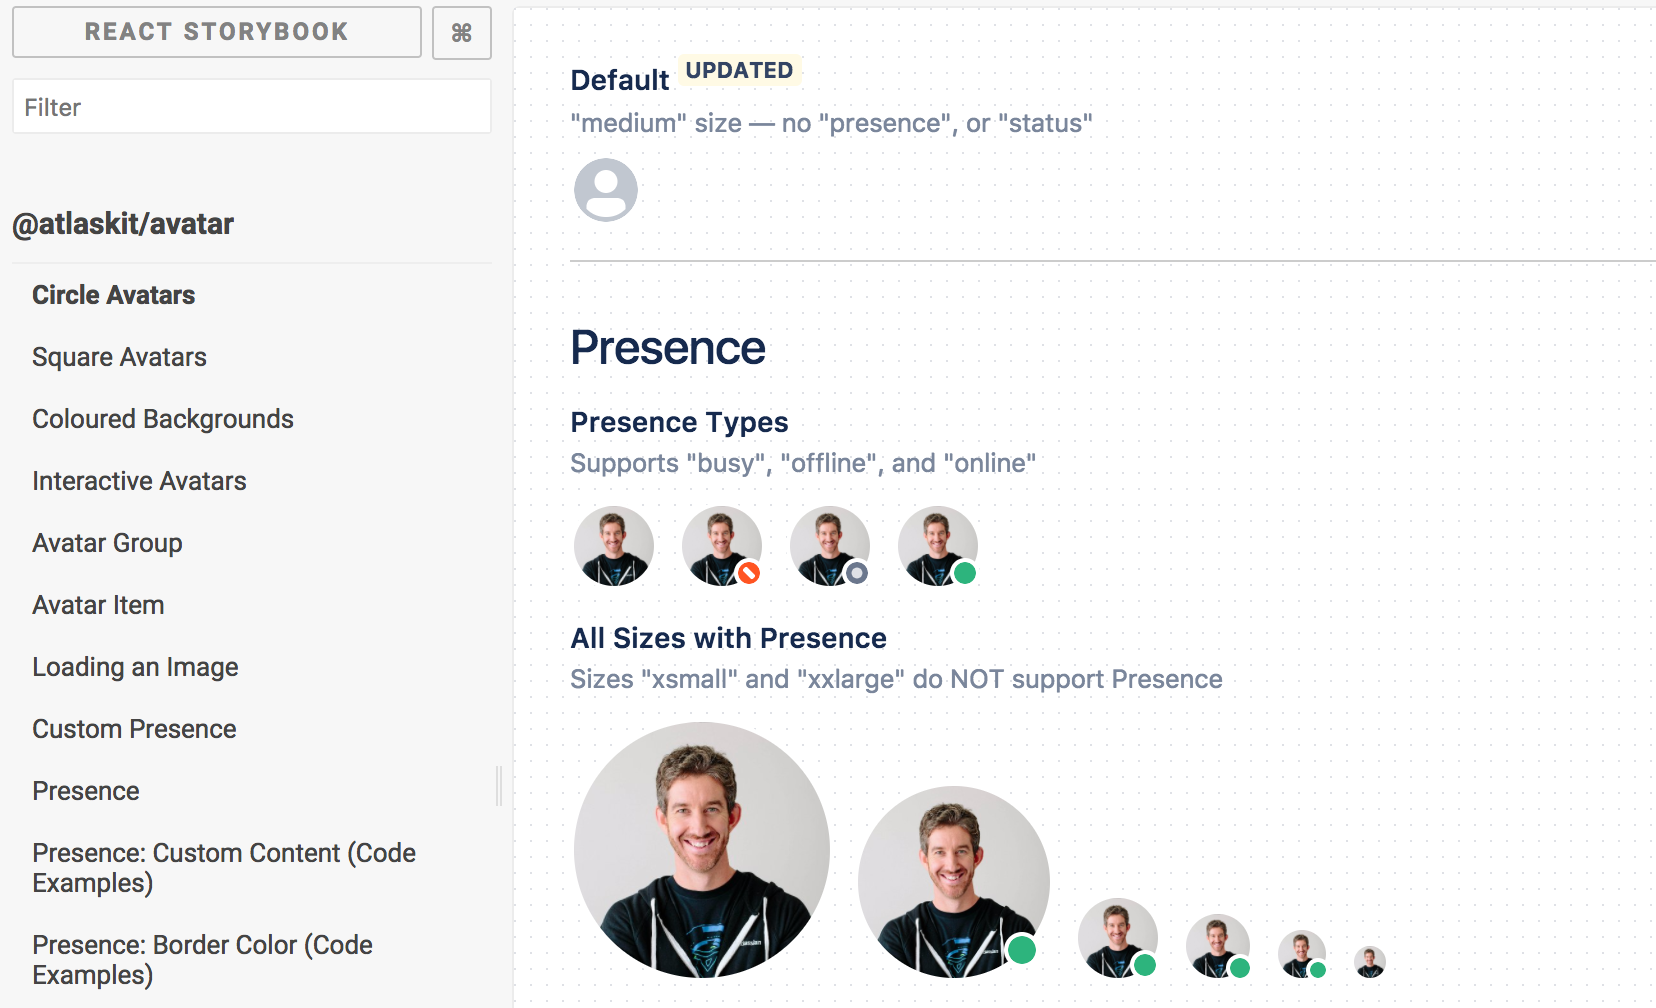 REACT STORYBOOK
⌘
Filter
@atlaskit/avatar
Circle Avatars
Square Avatars
Coloured Backgrounds
Interactive Avatars
Avatar Group
Avatar Item
Loading an Image
Custom Presence
Presence
Presence: Custom Content (Code
Examples)
Presence: Border Color (Code
Examples)
Default UPDATED
"medium" size — no "presence", or "status"
Presence
Presence Types
Supports "busy", "offline", and "online"
All Sizes with Presence
Sizes "xsmall" and "xxlarge" do NOT support Presence